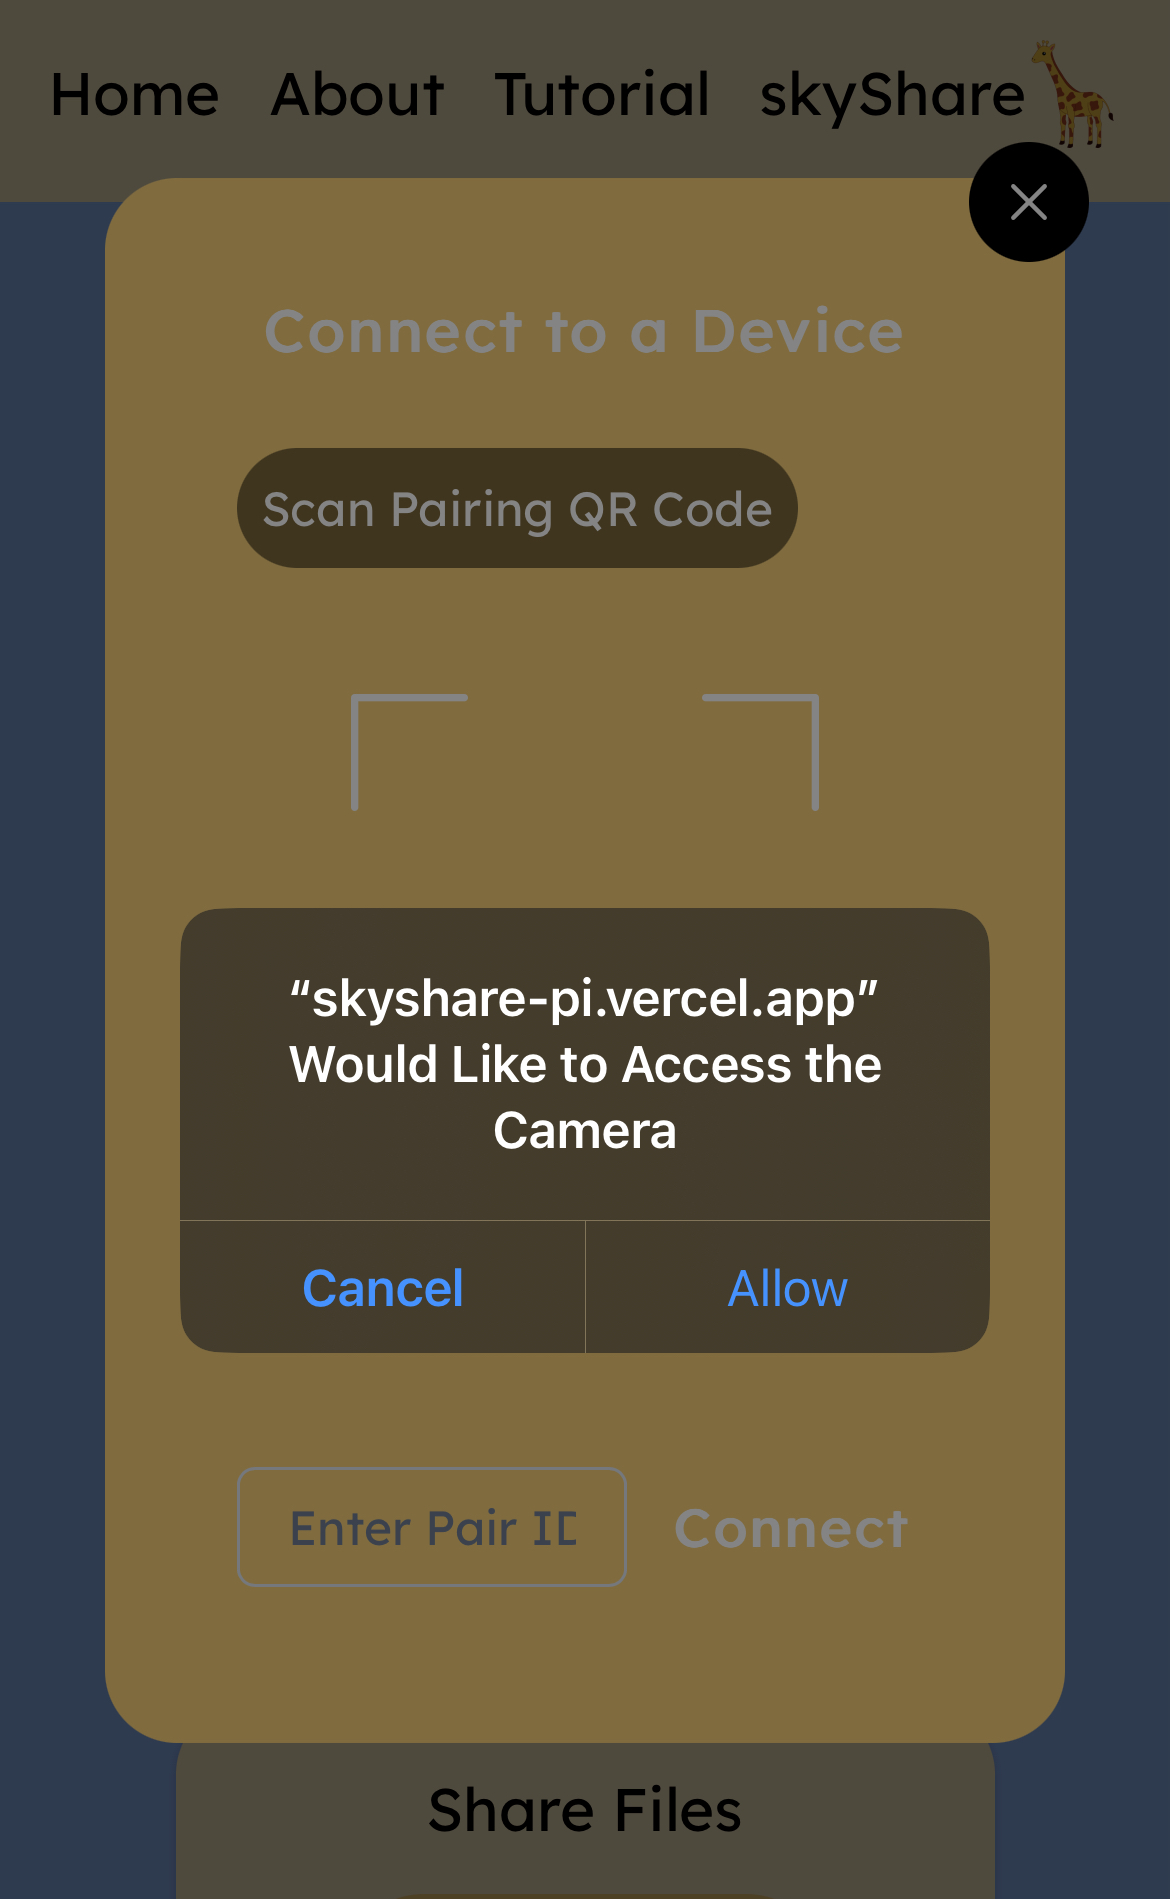 Home About Tutorial skyShare
Connect to a Device
Scan Pairing QR Code
“skyshare-pi.vercel.app”
Would Like to Access the
Camera
Cancel Allow
Enter Pair ID Connect
Share Files